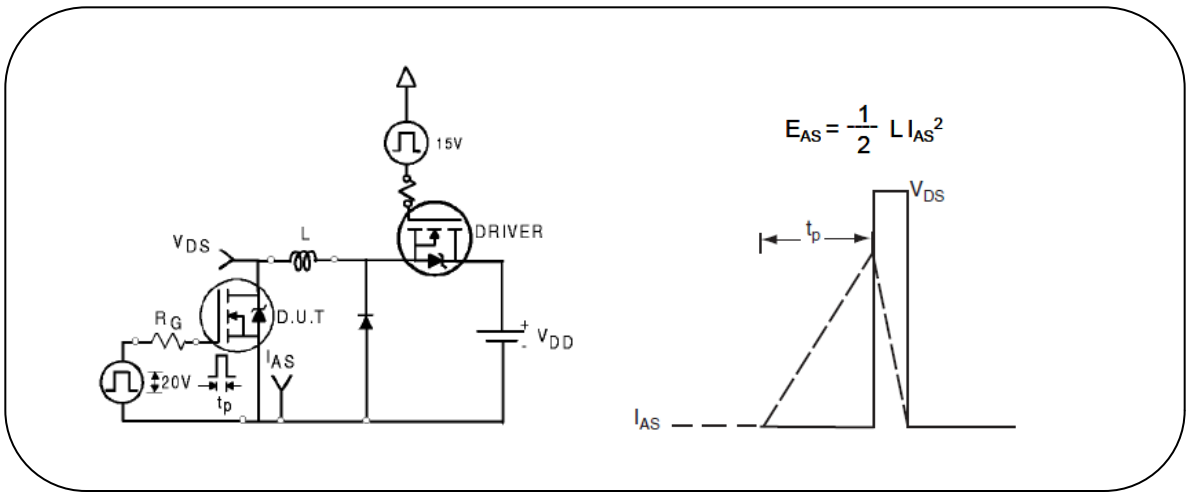 15V
DRIVER
VDS
L
D.U.T
RG
20V
tp
IAS
+
-
VDD
EAS = 1/2 L IAS²
VDS
tp
IAS